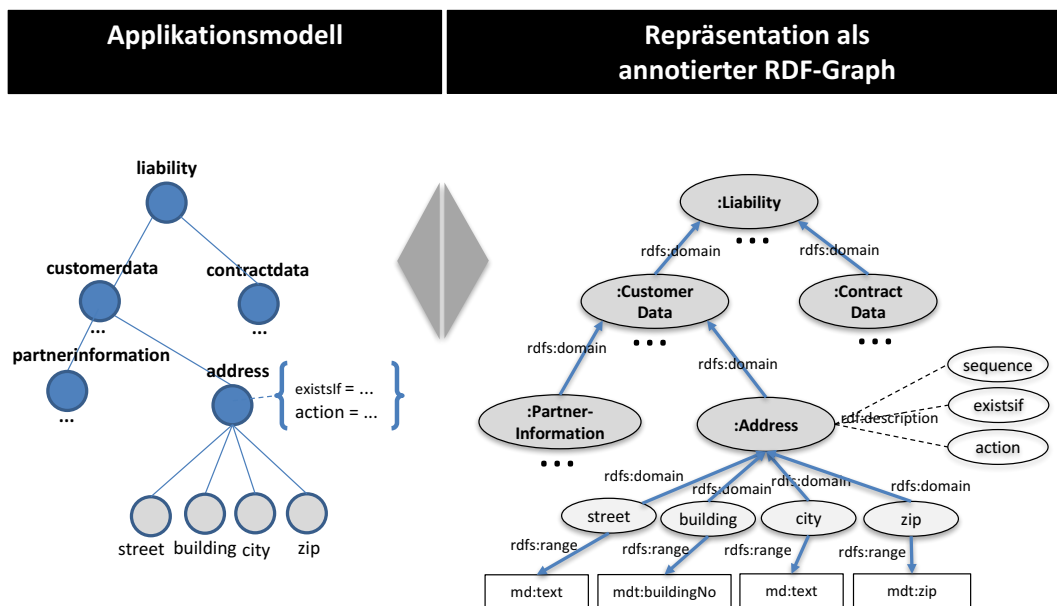 Applikationsmodell
Repräsentation als
annotierter RDF-Graph
liability
customerdata
contractdata
...
...
partnerinformation
...
address
existsIf = ...
action = ...
street
building
city
zip
:Liability
...
rdfs:domain
rdfs:domain
:Customer
Data
...
:Contract
Data
...
rdfs:domain
rdfs:domain
:Partner-
Information
...
:Address
rdf:description
sequence
existsif
action
rdfs:domain
rdfs:domain
rdfs:domain
rdfs:domain
street
building
city
zip
rdfs:range
rdfs:range
rdfs:range
rdfs:range
md:text
mdt:buildingNo
md:text
mdt:zip